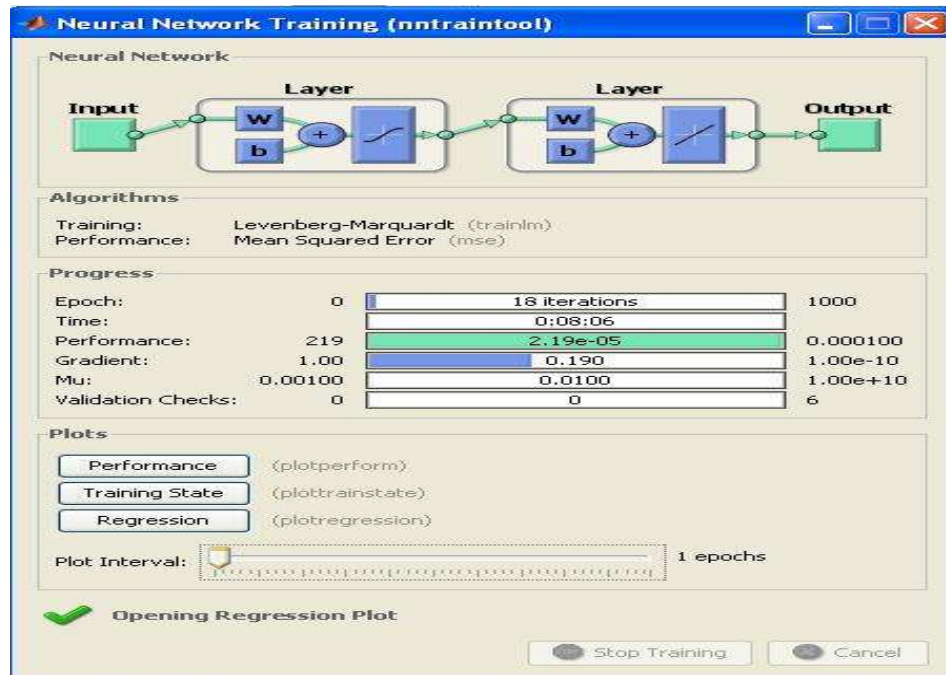 Neural Network Training (nntraintool)
Neural Network
Layer Layer
Input Output
W W
b b
Algorithms
Training: Levenberg-Marquardt (trainlm)
Performance: Mean Squared Error (mse)
Progress
Epoch: 0 18 iterations 1000
Time: 0:08:06
Performance: 219 2.19e-05 0.000100
Gradient: 1.00 0.190 1.00e-10
Mu: 0.00100 0.0100 1.00e+10
Validation Checks: 0 0 6
Plots
Performance (plotperform)
Training State (plottrainstate)
Regression (plotregression)
Plot Interval: 1 epochs
Opening Regression Plot
Stop Training Cancel